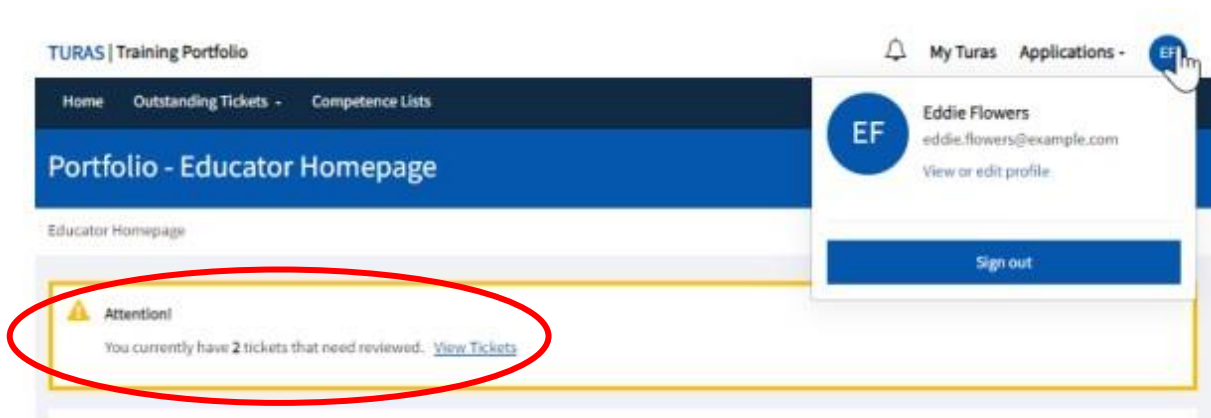 TURAS | Training Portfolio
My Turas Applications -
EF
Home Outstanding Tickets - Competence Lists
Portfolio - Educator Homepage
EF
Eddie Flowers
eddie.flowers@example.com
View or edit profile
Sign out
Educator Homepage
Attention!
You currently have 2 tickets that need reviewed. View Tickets